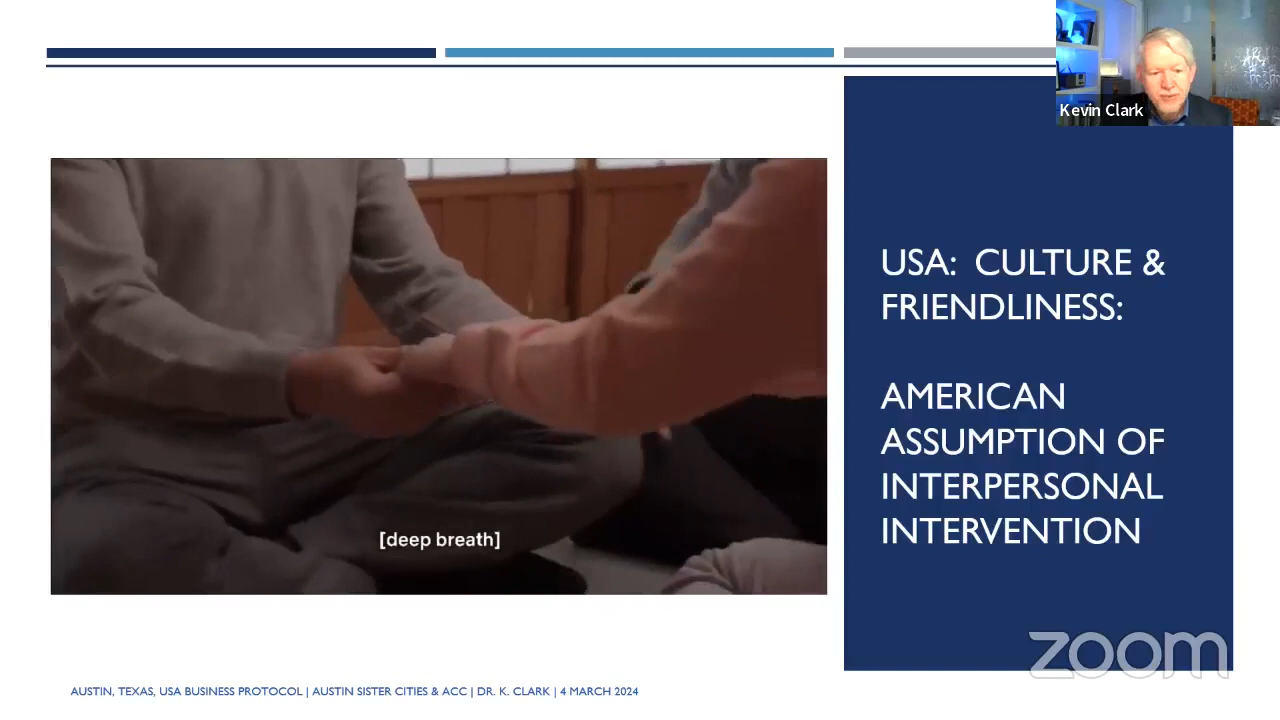 Kevin Clark
USA: CULTURE &
FRIENDLINESS:
AMERICAN
ASSUMPTION OF
INTERPERSONAL
INTERVENTION
[deep breath]
zoom
AUSTIN, TEXAS, USA BUSINESS PROTOCOL | AUSTIN SISTER CITIES & ACC | DR. K. CLARK | 4 MARCH 2024